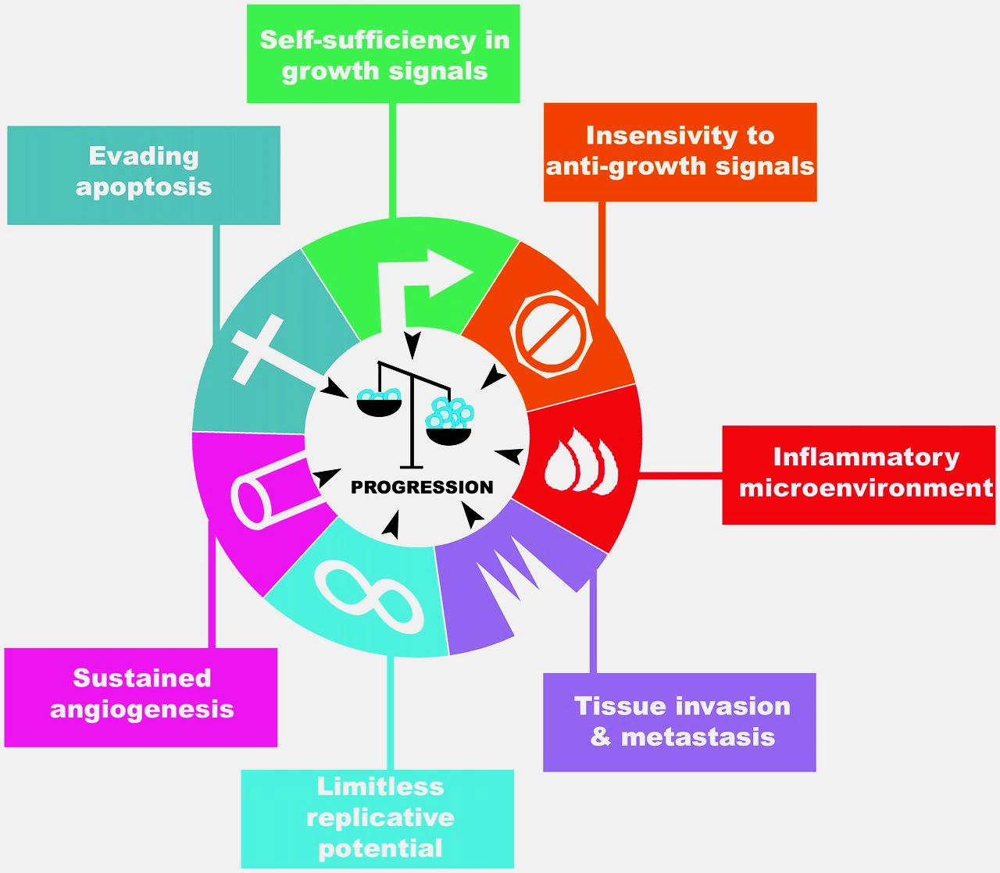 Self-sufficiency in
growth signals
Insensivity to
anti-growth signals
Evading
apoptosis
Inflammatory
microenvironment
PROGRESSION
Sustained
angiogenesis
Tissue invasion
& metastasis
Limitless
replicative
potential